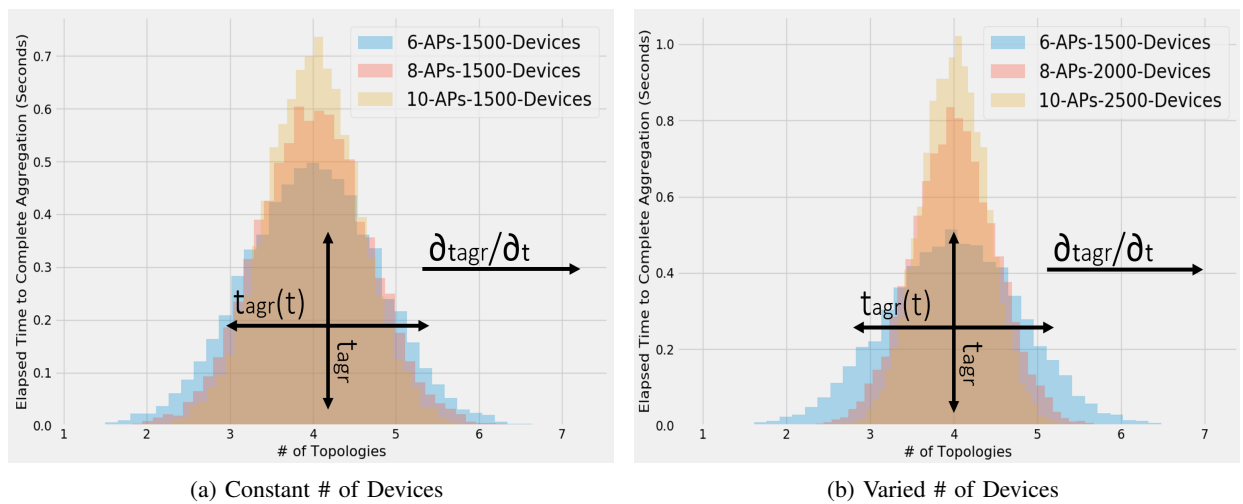 Elapsed Time to Complete Aggregation (Seconds)
0.7
0.6
0.5
0.4
0.3
0.2
0.1
0.0
1 2 3 4 5 6 7
# of Topologies
6-APs-1500-Devices
8-APs-1500-Devices
10-APs-1500-Devices
∂tagr/∂t
tagr(t)
tagr
(a) Constant # of Devices
Elapsed Time to Complete Aggregation (Seconds)
1.0
0.8
0.6
0.4
0.2
0.0
1 2 3 4 5 6 7
# of Topologies
6-APs-1500-Devices
8-APs-2000-Devices
10-APs-2500-Devices
∂tagr/∂t
tagr(t)
tagr
(b) Varied # of Devices